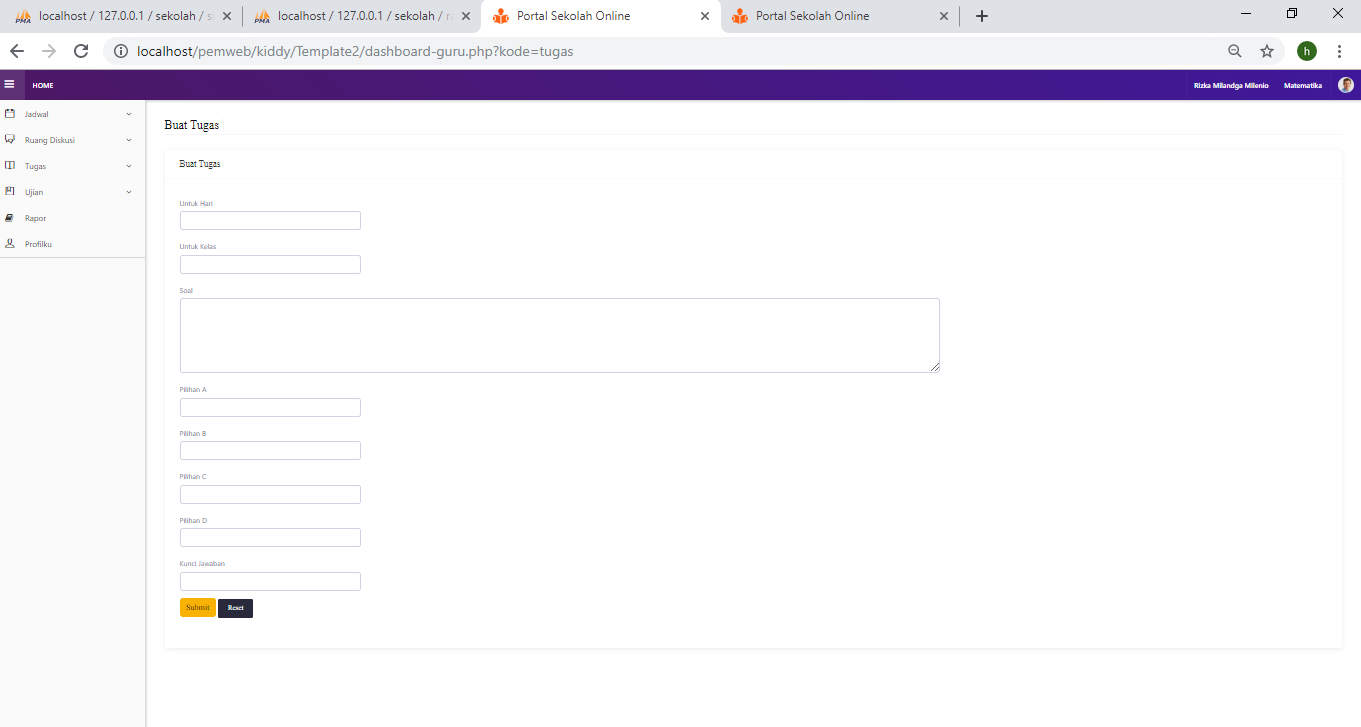 localhost / 127.0.0.1 / sekolah / s
localhost / 127.0.0.1 / sekolah / r
Portal Sekolah Online
Portal Sekolah Online
localhost/pemweb/kiddy/Template2/dashboard-guru.php?kode=tugas
h
HOME
Rizka Milandga Milenio
Matematika
Jadwal
Ruang Diskusi
Tugas
Ujian
Rapor
Profilku
Buat Tugas
Buat Tugas
Untuk Hari
Untuk Kelas
Soal
Pilihan A
Pilihan B
Pilihan C
Pilihan D
Kunci Jawaban
Submit
Reset